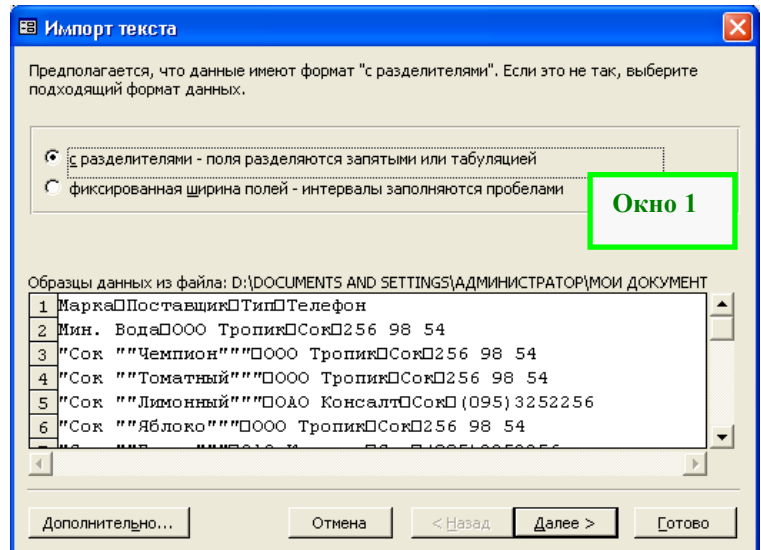 Импорт текста
Предполагается, что данные имеют формат "с разделителями". Если это не так, выберите
подходящий формат данных.
с разделителями - поля разделяются запятыми или табуляцией
фиксированная ширина полей - интервалы заполняются пробелами
Окно 1
Образцы данных из файла: D:\DOCUMENTS AND SETTINGS\АДМИНИСТРАТОР\МОИ ДОКУМЕНТ
1 Марка□Поставщик□Тип□Телефон
2 Мин. Вода□ООО Тропик□Сок□256 98 54
3 "Сок ""Чемпион"""□ООО Тропик□Сок□256 98 54
4 "Сок ""Томатный"""□ООО Тропик□Сок□256 98 54
5 "Сок ""Лимонный"""□ОАО Консалт□Сок□(095)3252256
6 "Сок ""Яблоко"""□ООО Тропик□Сок□256 98 54
Дополнительно... Отмена < Назад Далее > Готово